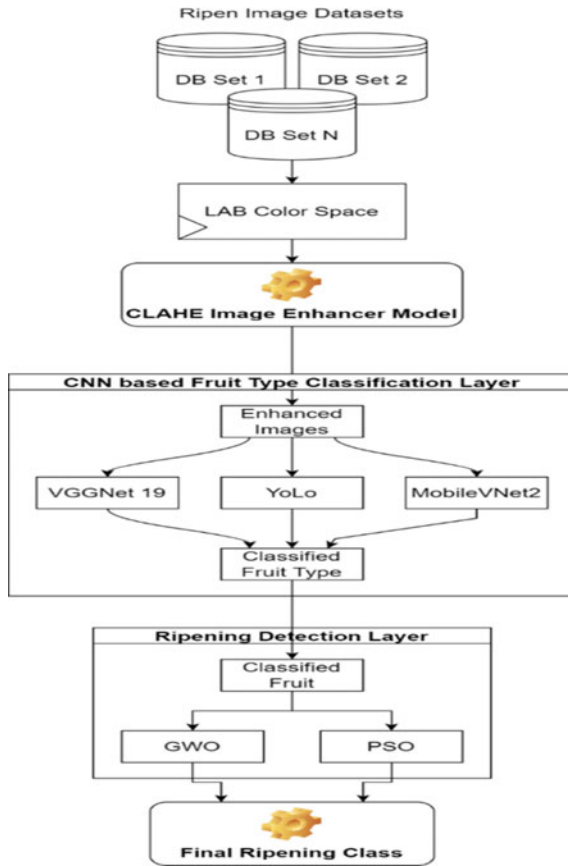 Ripen Image Datasets
DB Set 1
DB Set 2
DB Set N
LAB Color Space
CLAHE Image Enhancer Model
CNN based Fruit Type Classification Layer
Enhanced
Images
VGGNet 19
YoLo
MobileVNet2
Classified
Fruit Type
Ripening Detection Layer
Classified
Fruit
GWO
PSO
Final Ripening Class